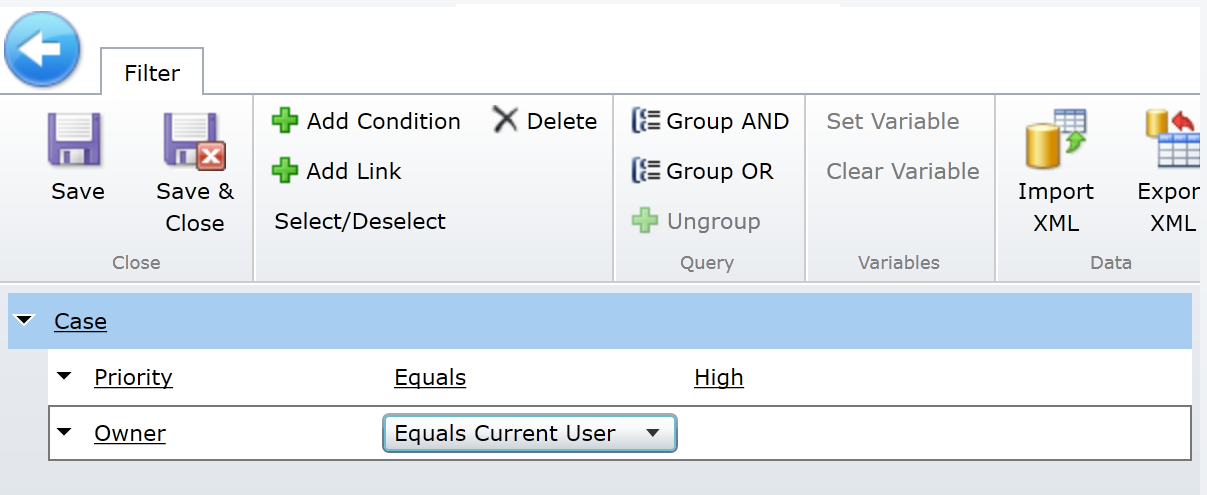 Filter
Save
Save &
Close
Close
Add Condition
Delete
Add Link
Select/Deselect
Group AND
Group OR
Ungroup
Query
Set Variable
Clear Variable
Variables
Import
XML
Expor
XML
Data
Case
Priority Equals High
Owner Equals Current User